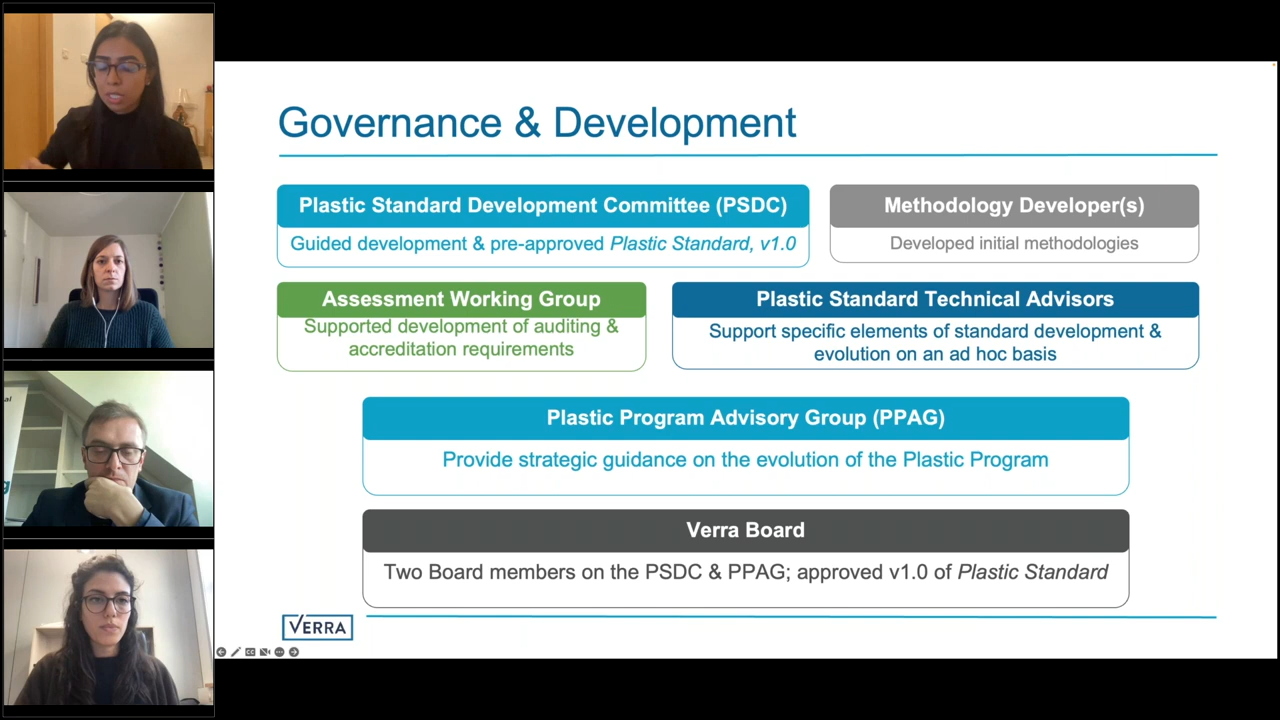 Governance & Development
Plastic Standard Development Committee (PSDC)
Guided development & pre-approved Plastic Standard, v1.0
Methodology Developer(s)
Developed initial methodologies
Assessment Working Group
Supported development of auditing &
accreditation requirements
Plastic Standard Technical Advisors
Support specific elements of standard development &
evolution on an ad hoc basis
Plastic Program Advisory Group (PPAG)
Provide strategic guidance on the evolution of the Plastic Program
Verra Board
Two Board members on the PSDC & PPAG; approved v1.0 of Plastic Standard
VERRA